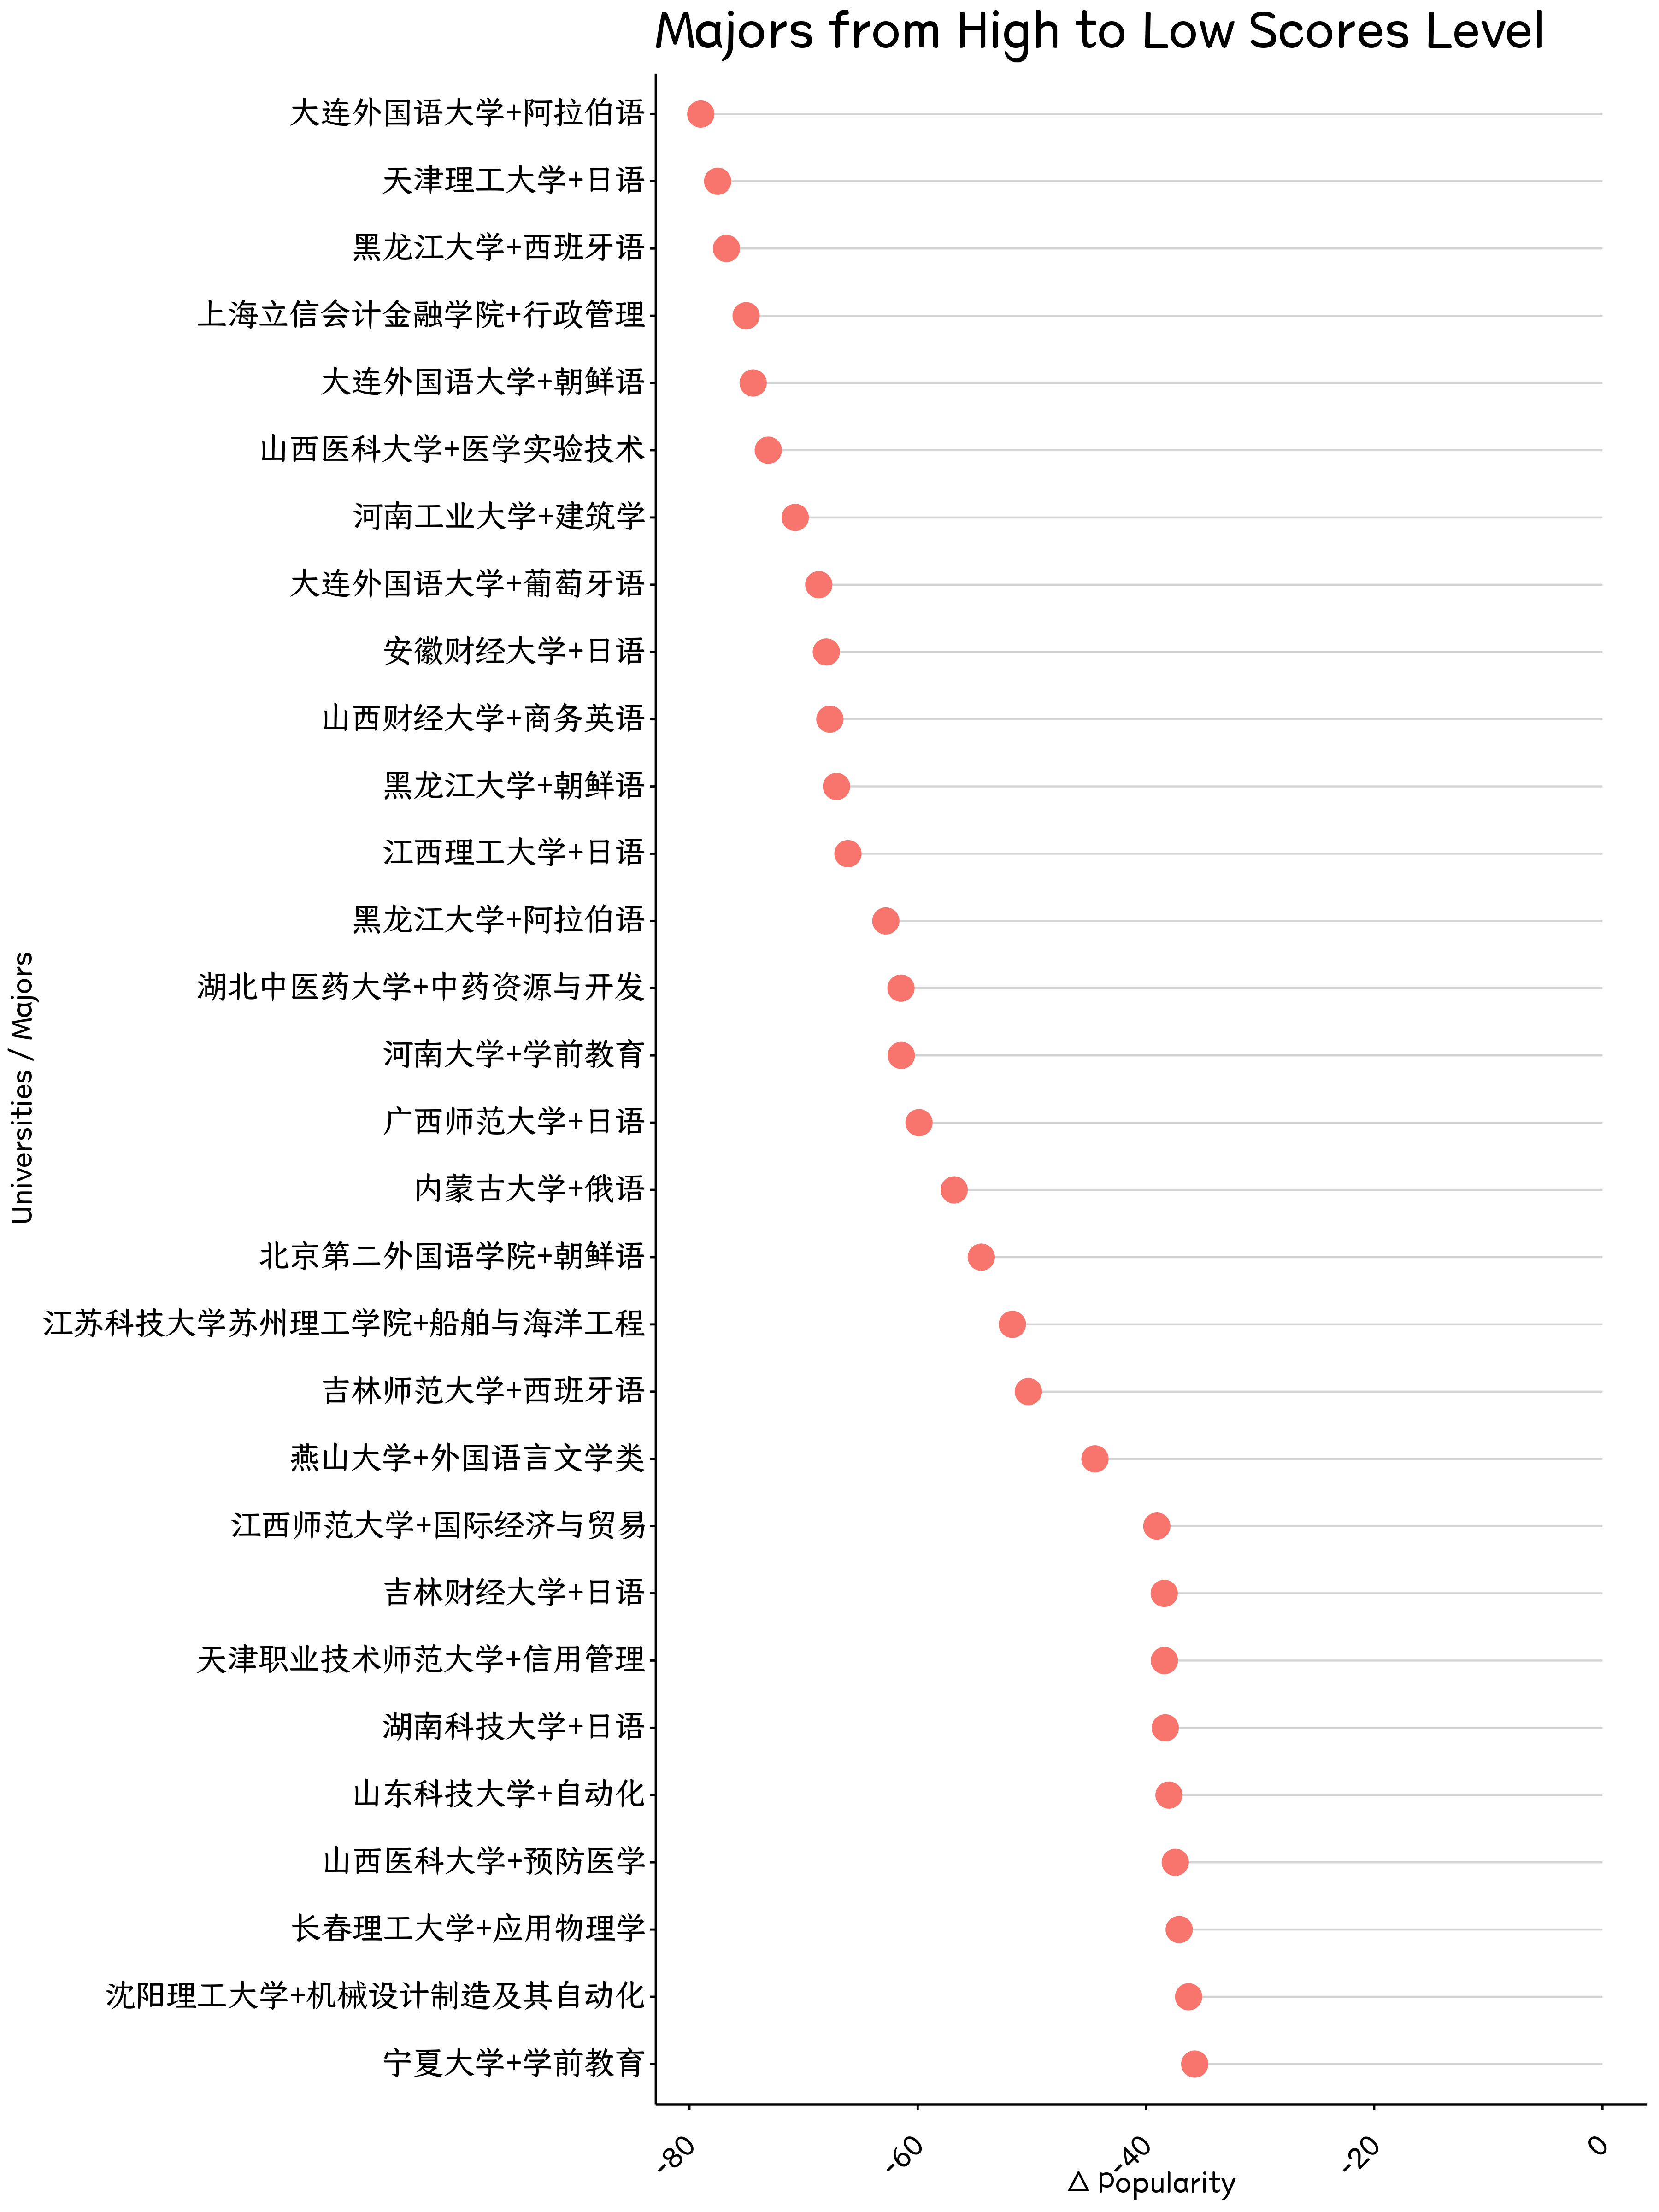 Majors from High to Low Scores Level
大连外国语大学+阿拉伯语
天津理工大学+日语
黑龙江大学+西班牙语
上海立信会计金融学院+行政管理
大连外国语大学+朝鲜语
山西医科大学+医学实验技术
河南工业大学+建筑学
大连外国语大学+葡萄牙语
安徽财经大学+日语
山西财经大学+商务英语
黑龙江大学+朝鲜语
江西理工大学+日语
黑龙江大学+阿拉伯语
湖北中医药大学+中药资源与开发
河南大学+学前教育
广西师范大学+日语
内蒙古大学+俄语
北京第二外国语学院+朝鲜语
江苏科技大学苏州理工学院+船舶与海洋工程
吉林师范大学+西班牙语
燕山大学+外国语言文学类
江西师范大学+国际经济与贸易
吉林财经大学+日语
天津职业技术师范大学+信用管理
湖南科技大学+日语
山东科技大学+自动化
山西医科大学+预防医学
长春理工大学+应用物理学
沈阳理工大学+机械设计制造及其自动化
宁夏大学+学前教育
Universities / Majors
-80 -60 -40 -20 0
△ Popularity